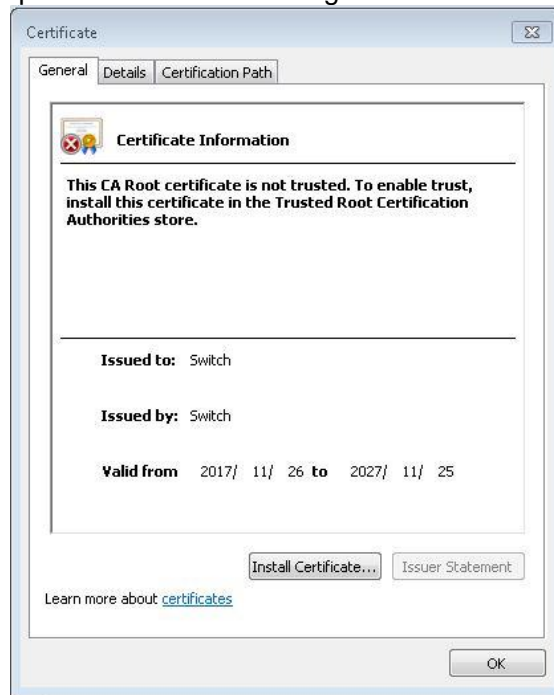 Certificate
General Details Certification Path
Certificate Information
This CA Root certificate is not trusted. To enable trust,
install this certificate in the Trusted Root Certification
Authorities store.
Issued to: Switch
Issued by: Switch
Valid from 2017/ 11/ 26 to 2027/ 11/ 25
Install Certificate... Issuer Statement
Learn more about certificates
OK